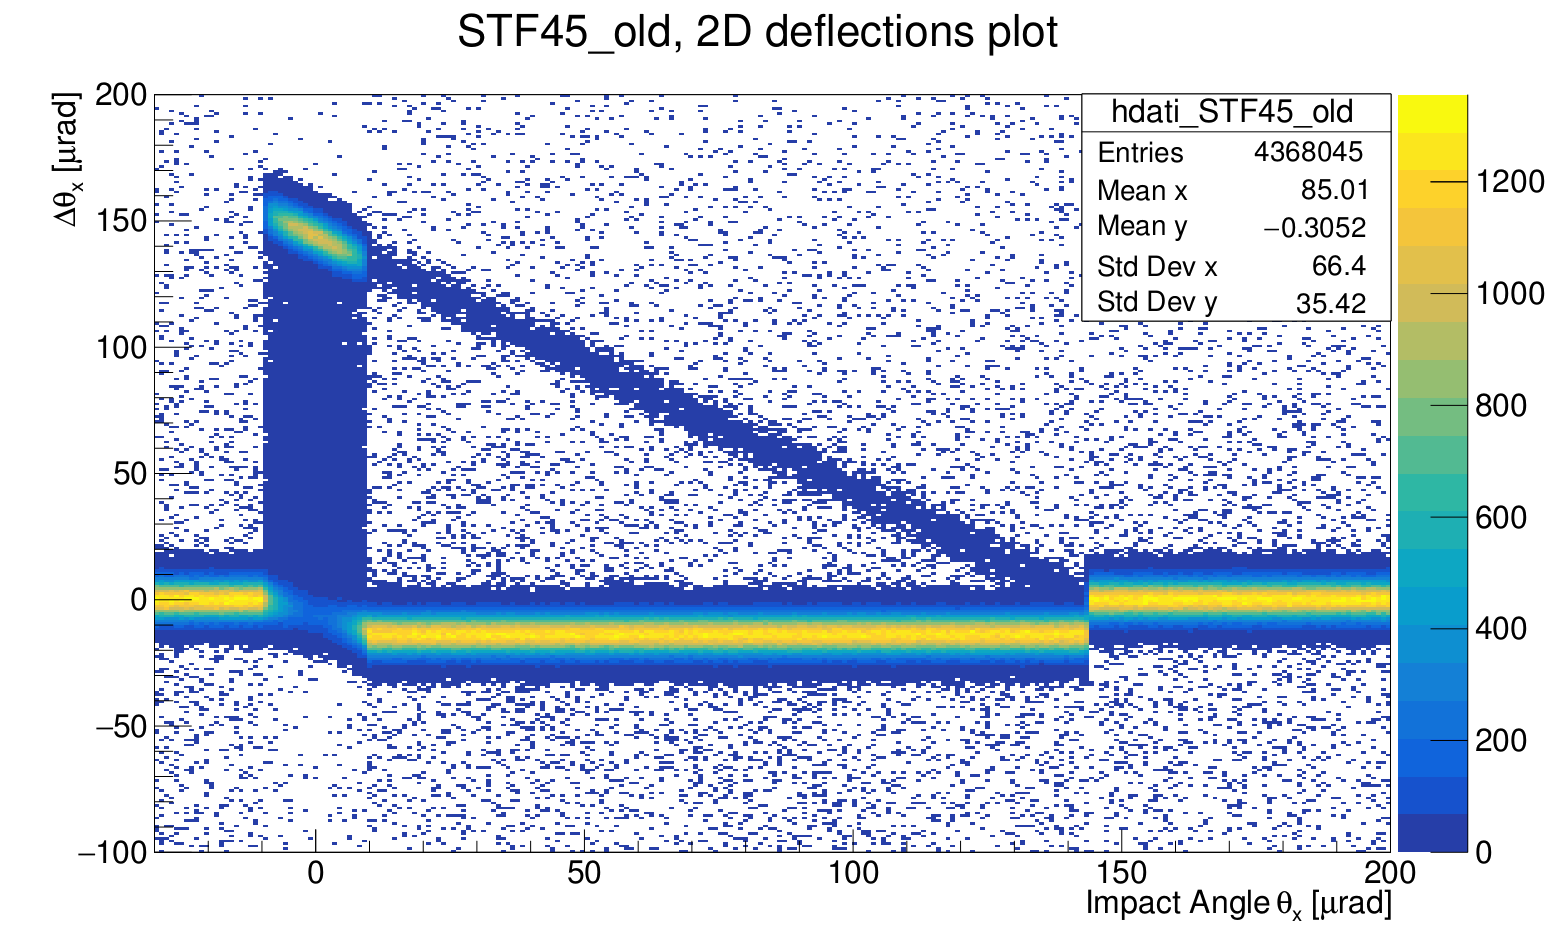 STF45_old, 2D deflections plot
Δθx [μrad]
200
150
100
50
0
−50
−100
hdati_STF45_old
Entries 4368045
Mean x 85.01
Mean y −0.3052
Std Dev x 66.4
Std Dev y 35.42
1200
1000
800
600
400
200
0
0 50 100 150 200
Impact Angle θx [μrad]